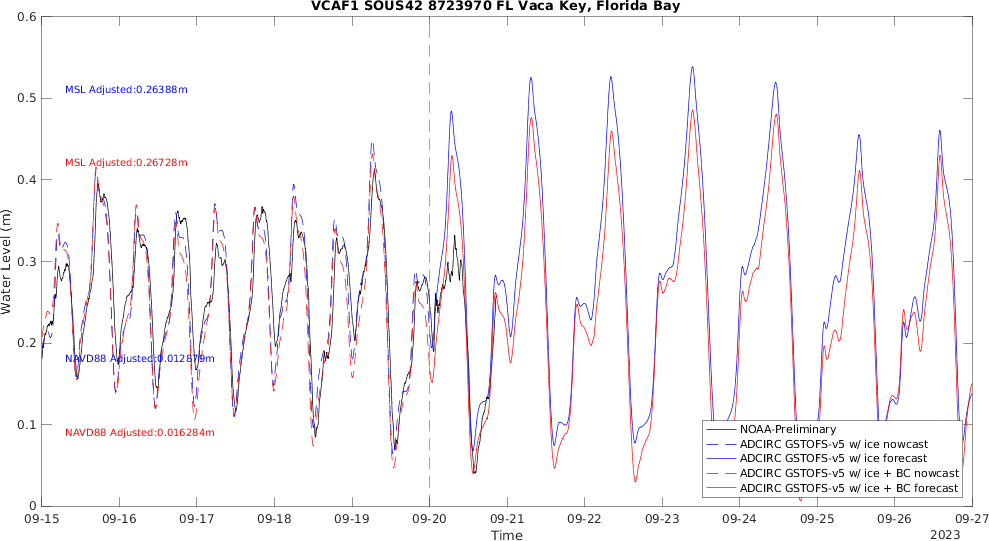 VCAF1 SOUS42 8723970 FL Vaca Key, Florida Bay
0.6
0.5
0.4
0.3
0.2
0.1
0
Water Level (m)
MSL Adjusted:0.26388m
MSL Adjusted:0.26728m
NAVD88 Adjusted:0.012879m
NAVD88 Adjusted:0.016284m
NOAA-Preliminary
ADCIRC GSTOFS-v5 w/ ice nowcast
ADCIRC GSTOFS-v5 w/ ice forecast
ADCIRC GSTOFS-v5 w/ ice + BC nowcast
ADCIRC GSTOFS-v5 w/ ice + BC forecast
09-15 09-16 09-17 09-18 09-19 09-20 09-21 09-22 09-23 09-24 09-25 09-26 09-27
Time
2023